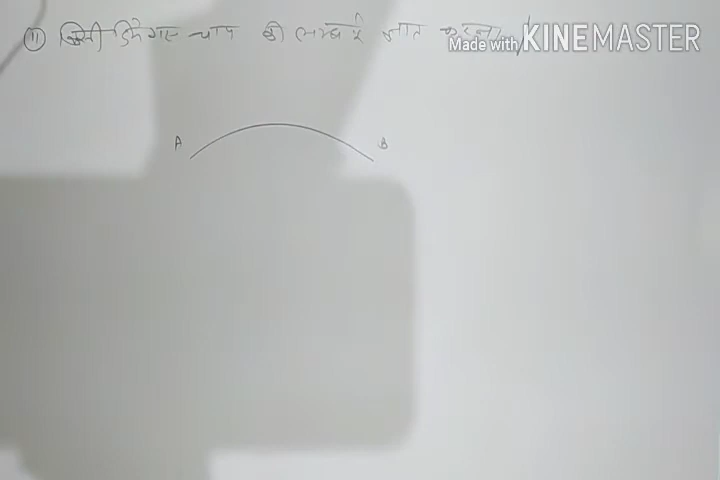 (11) किसी दिये गए चाप की लम्बाई ज्ञात करना
Made with KINEMASTER
A B